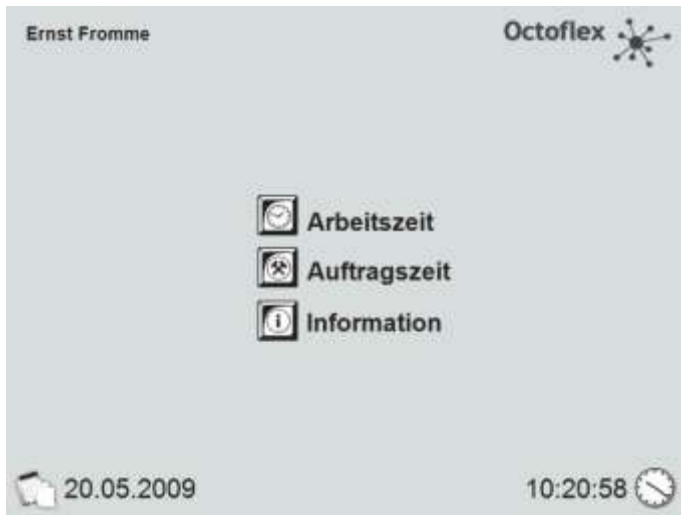 Ernst Fromme
Octoflex
Arbeitszeit
Auftragszeit
Information
20.05.2009
10:20:58